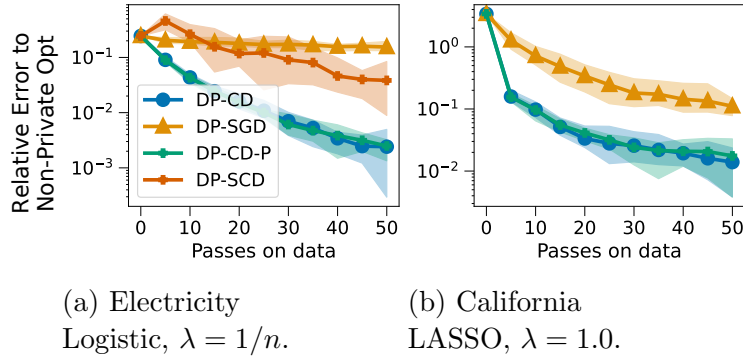 Relative Error to
Non-Private Opt
10⁻¹
10⁻²
10⁻³
DP-CD
DP-SGD
DP-CD-P
DP-SCD
0 10 20 30 40 50
Passes on data
10⁰
10⁻¹
10⁻²
0 10 20 30 40 50
Passes on data
(a) Electricity
Logistic, λ = 1/n.
(b) California
LASSO, λ = 1.0.